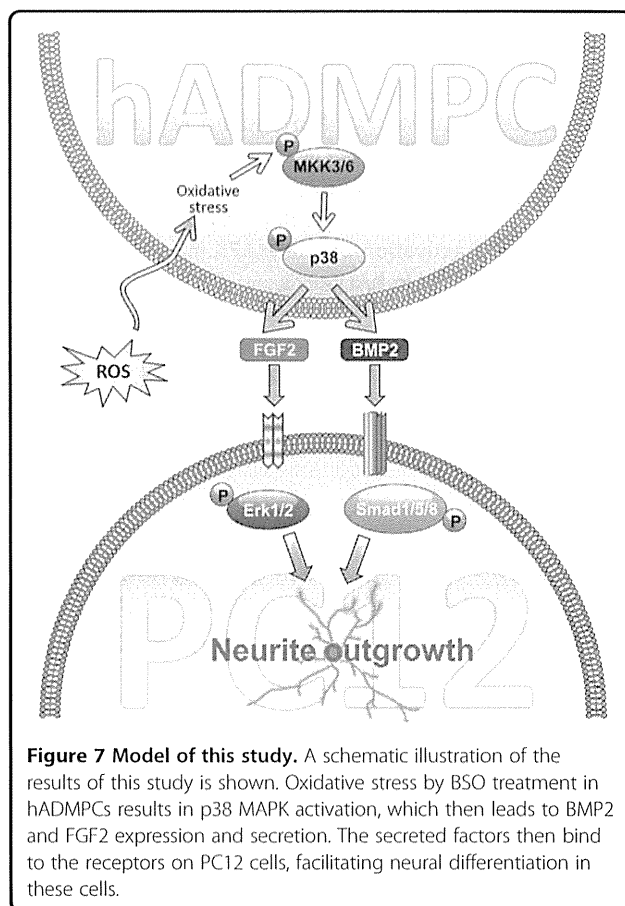 hADMPC
P
MKK3/6
Oxidative
stress
P
p38
ROS
FGF2
BMP2
P
Erk1/2
Smad1/5/8
P
PC12
Neurite outgrowth
Figure 7 Model of this study. A schematic illustration of the
results of this study is shown. Oxidative stress by BSO treatment in
hADMPCs results in p38 MAPK activation, which then leads to BMP2
and FGF2 expression and secretion. The secreted factors then bind
to the receptors on PC12 cells, facilitating neural differentiation in
these cells.